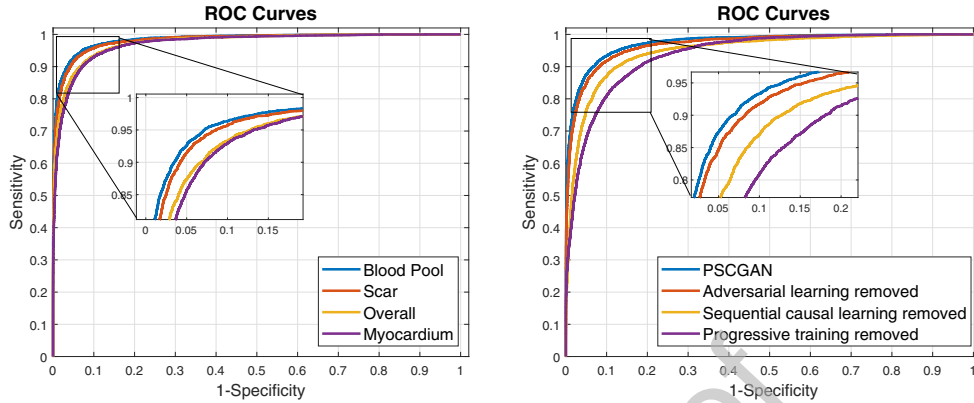 ROC Curves
Sensitivity
1
0.9
0.8
0.7
0.6
0.5
0.4
0.3
0.2
0.1
0
0.95
0.9
0.85
0 0.05 0.1 0.15
Blood Pool
Scar
Overall
Myocardium
0 0.1 0.2 0.3 0.4 0.5 0.6 0.7 0.8 0.9 1
1-Specificity
ROC Curves
Sensitivity
1
0.9
0.8
0.7
0.6
0.5
0.4
0.3
0.2
0.1
0
0.95
0.9
0.85
0.8
0.05 0.1 0.15 0.2
PSCGAN
Adversarial learning removed
Sequential causal learning removed
Progressive training removed
0 0.1 0.2 0.3 0.4 0.5 0.6 0.7 0.8 0.9 1
1-Specificity